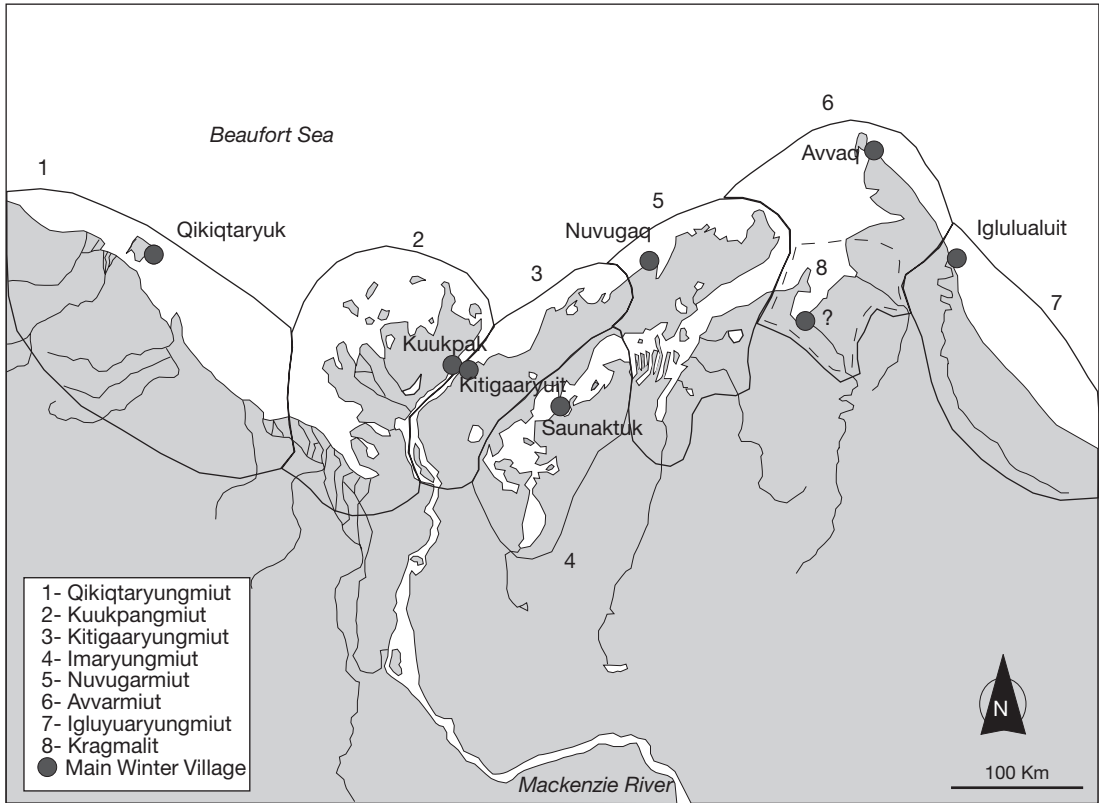 6
Avvaq
Beaufort Sea
1
5
Qikiqtaryuk
Nuvugaq
Iglulualuit
2
3
8
7
?
Kuukpak
Kitigaaryuit
Saunaktuk
4
1- Qikiqtaryungmiut
2- Kuukpangmiut
3- Kitigaaryungmiut
4- Imaryungmiut
5- Nuvugarmiut
6- Avvarmiut
7- Igluyuaryungmiut
8- Kragmalit
Main Winter Village
N
100 Km
Mackenzie River